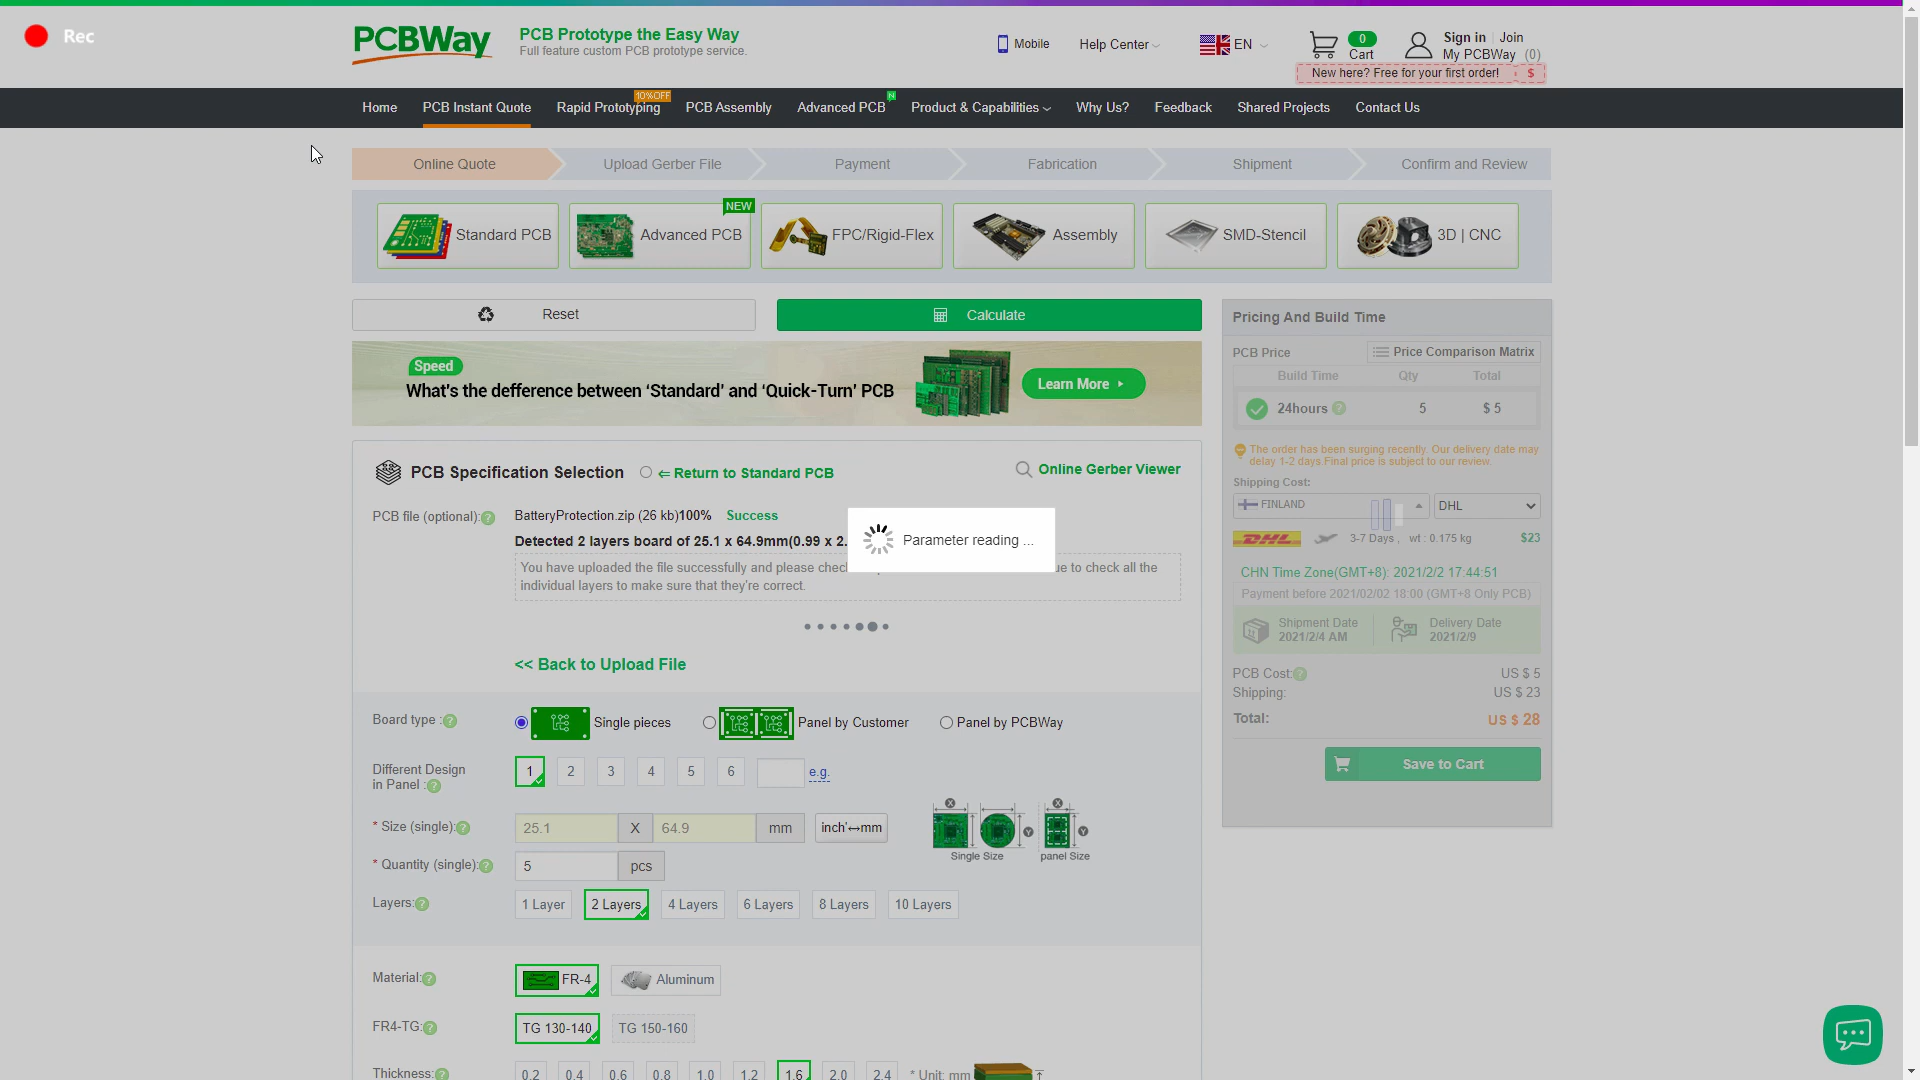 Rec
PCBWay
PCB Prototype the Easy Way
Full feature custom PCB prototype service.
Mobile
Help Center
EN
0
Cart
Sign in | Join
My PCBWay (0)
New here? Free for your first order! $
Home
PCB Instant Quote
Rapid Prototyping
10%OFF
PCB Assembly
Advanced PCB
N
Product & Capabilities
Why Us?
Feedback
Shared Projects
Contact Us
Online Quote
Upload Gerber File
Payment
Fabrication
Shipment
Confirm and Review
Standard PCB
Advanced PCB
NEW
FPC/Rigid-Flex
Assembly
SMD-Stencil
3D | CNC
Reset
Calculate
Speed
What's the defference between ‘Standard’ and ‘Quick-Turn’ PCB
Learn More
PCB Specification Selection
⇐ Return to Standard PCB
Online Gerber Viewer
PCB file (optional):?
BatteryProtection.zip (26 kb)100% Success
Detected 2 layers board of 25.1 x 64.9mm(0.99 x 2.
Parameter reading ...
You have uploaded the file successfully and please chec
ue to check all the
individual layers to make sure that they're correct.
<< Back to Upload File
Board type :?
Single pieces
Panel by Customer
Panel by PCBWay
Different Design
in Panel :?
1 2 3 4 5 6 e.g.
* Size (single):?
25.1 X 64.9 mm inch'↔mm
* Quantity (single):?
5 pcs
X X
Y Y
Single Size
panel Size
Layers:?
1 Layer 2 Layers 4 Layers 6 Layers 8 Layers 10 Layers
Material:?
FR-4 Aluminum
FR4-TG:?
TG 130-140 TG 150-160
Thickness:?
0.2 0.4 0.6 0.8 1.0 1.2 1.6 2.0 2.4 * Unit: mm
Pricing And Build Time
PCB Price
Price Comparison Matrix
Build Time Qty Total
24hours ? 5 $ 5
The order has been surging recently. Our delivery date may
delay 1-2 days.Final price is subject to our review.
Shipping Cost:
FINLAND DHL
DHL 3-7 Days , wt : 0.175 kg $23
CHN Time Zone(GMT+8): 2021/2/2 17:44:51
Payment before 2021/02/02 18:00 (GMT+8 Only PCB)
Shipment Date
2021/2/4 AM
Delivery Date
2021/2/9
PCB Cost:? US $ 5
Shipping: US $ 23
Total: US $ 28
Save to Cart